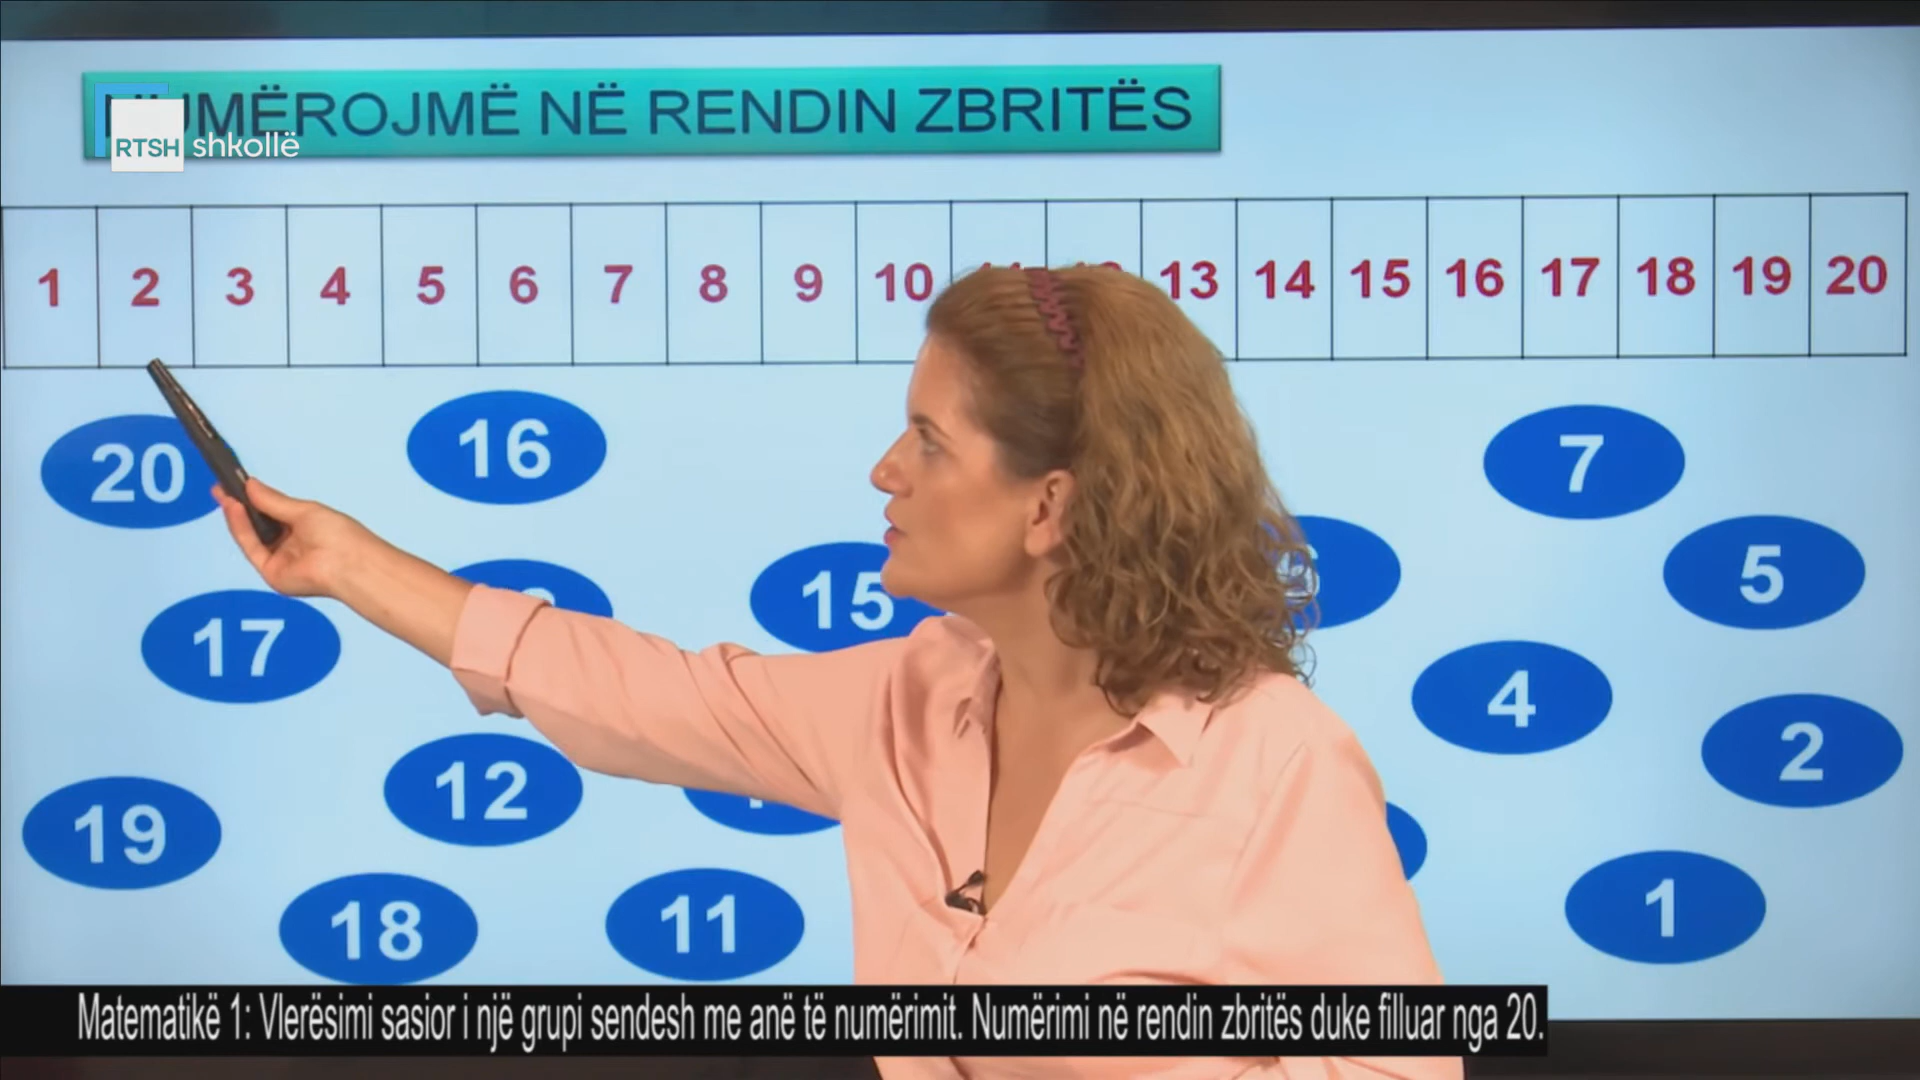 NUMËROJMË NË RENDIN ZBRITËS
RTSH shkollë
1 2 3 4 5 6 7 8 9 10 13 14 15 16 17 18 19 20
20 16 7
15 5
17 4
12 2
19
18 11 1
Matematikë 1: Vlerësimi sasior i një grupi sendesh me anë të numërimit. Numërimi në rendin zbritës duke filluar nga 20.